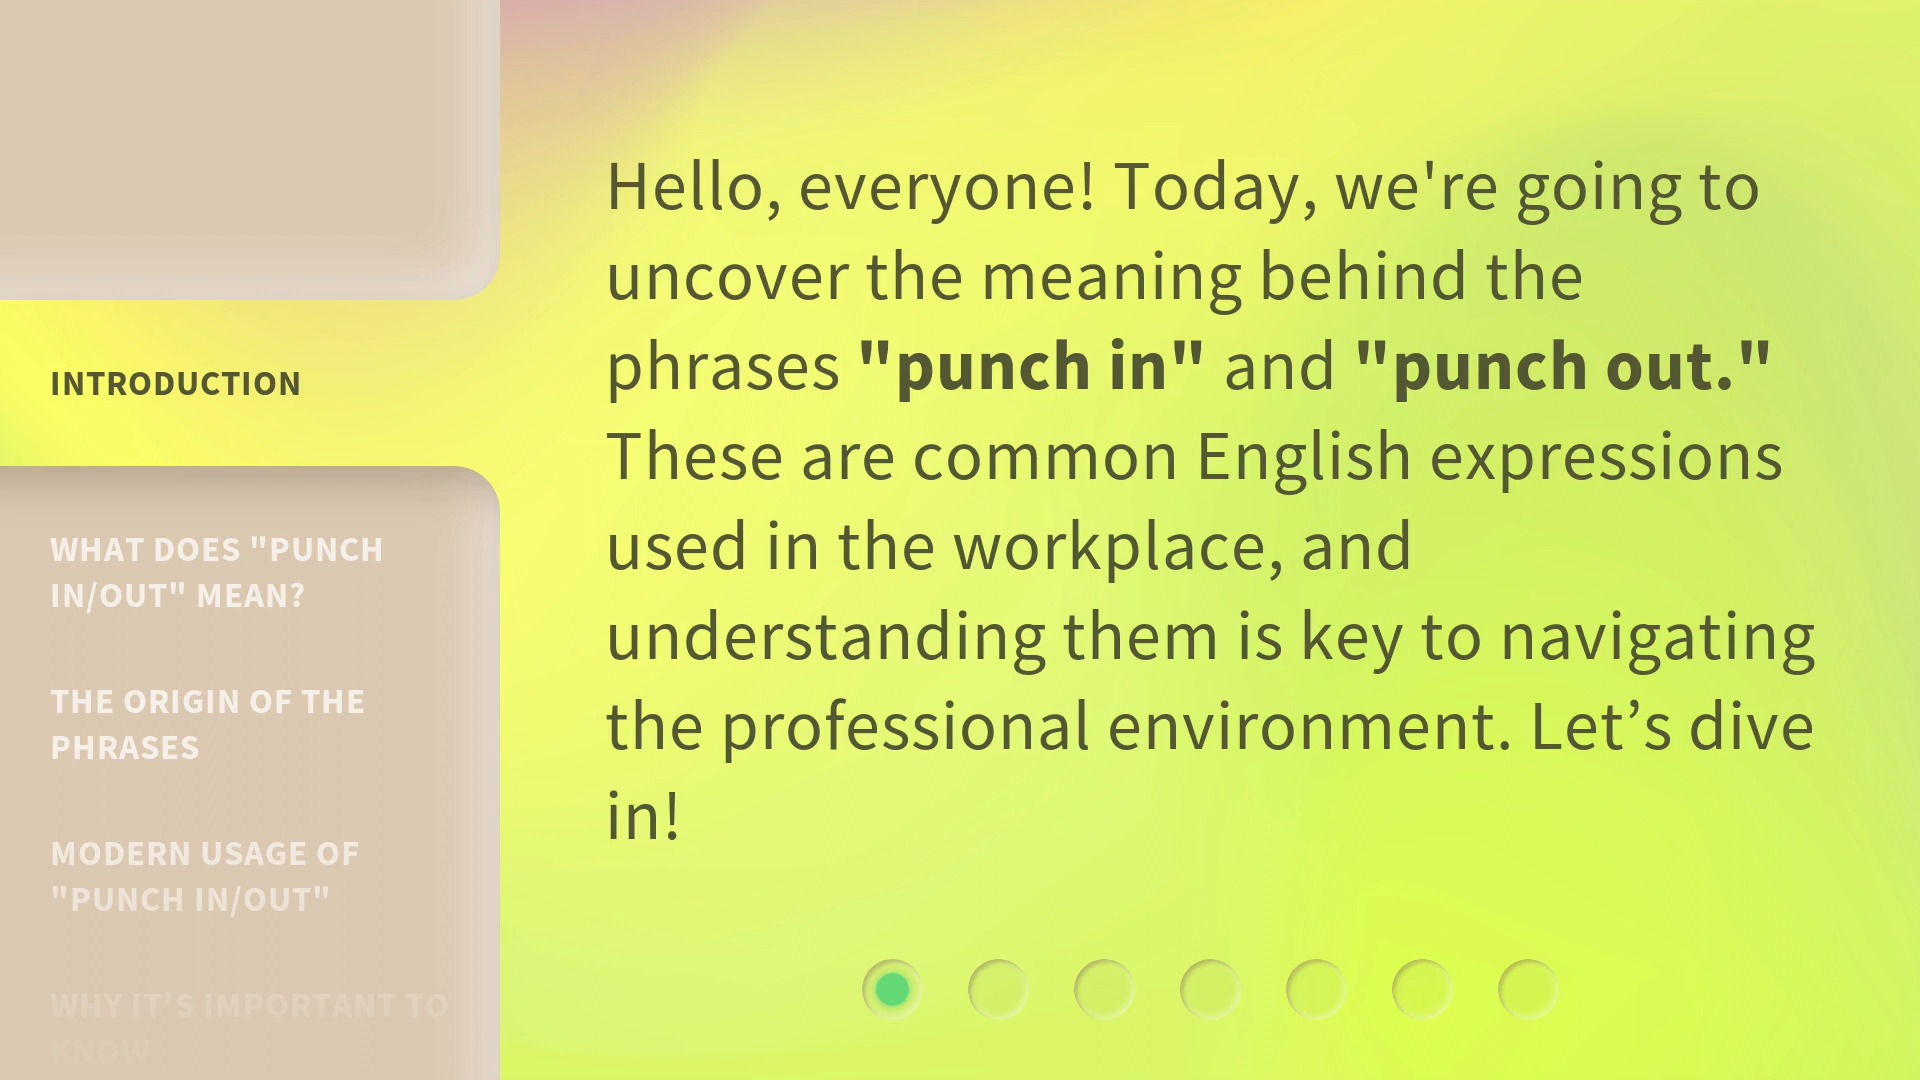 INTRODUCTION
WHAT DOES "PUNCH
IN/OUT" MEAN?
THE ORIGIN OF THE
PHRASES
MODERN USAGE OF
"PUNCH IN/OUT"
WHY IT'S IMPORTANT TO
KNOW
Hello, everyone! Today, we're going to
uncover the meaning behind the
phrases "punch in" and "punch out."
These are common English expressions
used in the workplace, and
understanding them is key to navigating
the professional environment. Let’s dive
in!